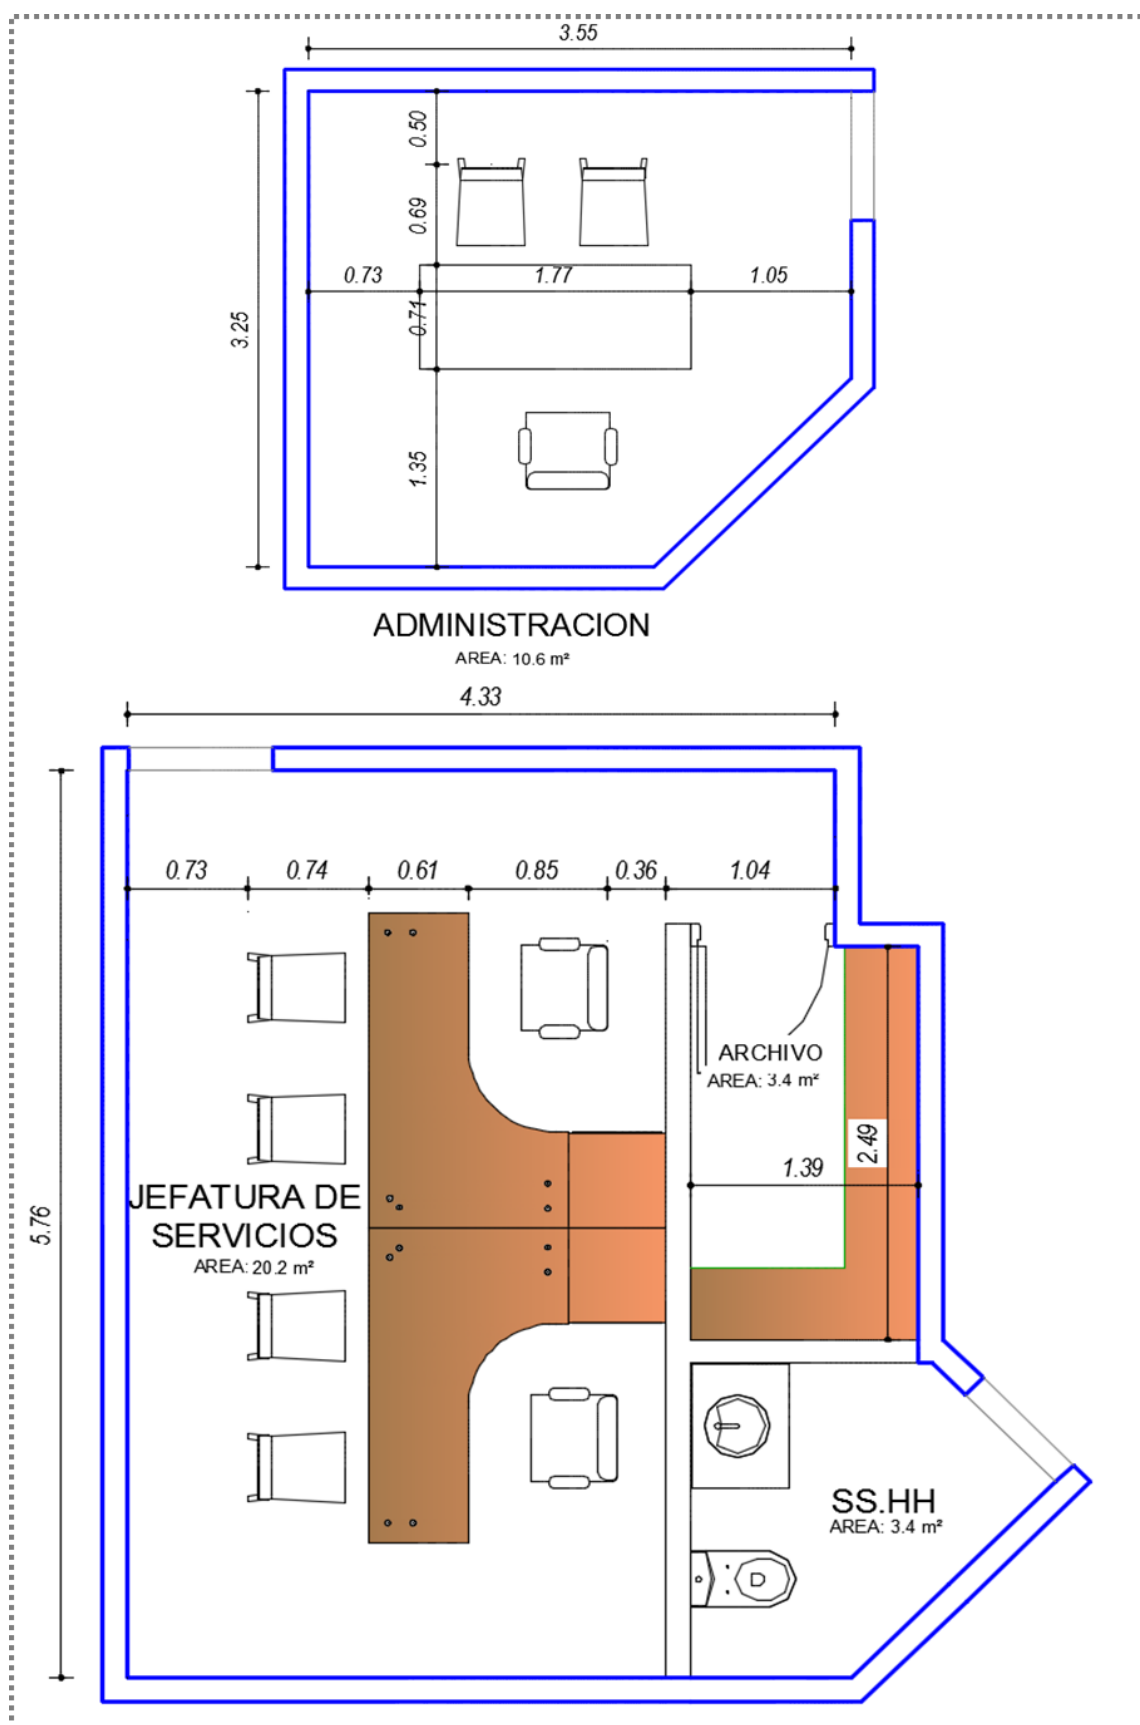 3.55
0.50
0.69
0.73
1.77
1.05
0.71
3.25
1.35
ADMINISTRACION
AREA: 10.6 m²
4.33
0.73
0.74
0.61
0.85
0.36
1.04
ARCHIVO
AREA: 3.4 m²
2.49
1.39
JEFATURA DE
SERVICIOS
AREA: 20.2 m²
5.76
SS.HH
AREA: 3.4 m²